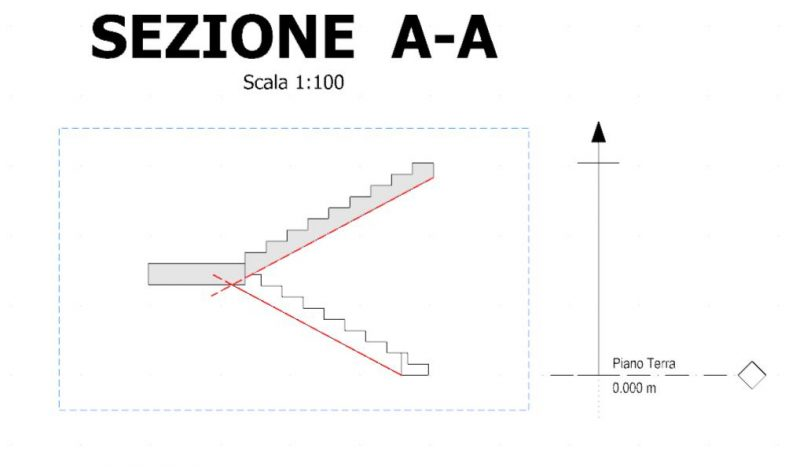 SEZIONE A-A
Scala 1:100
Piano Terra
0.000 m